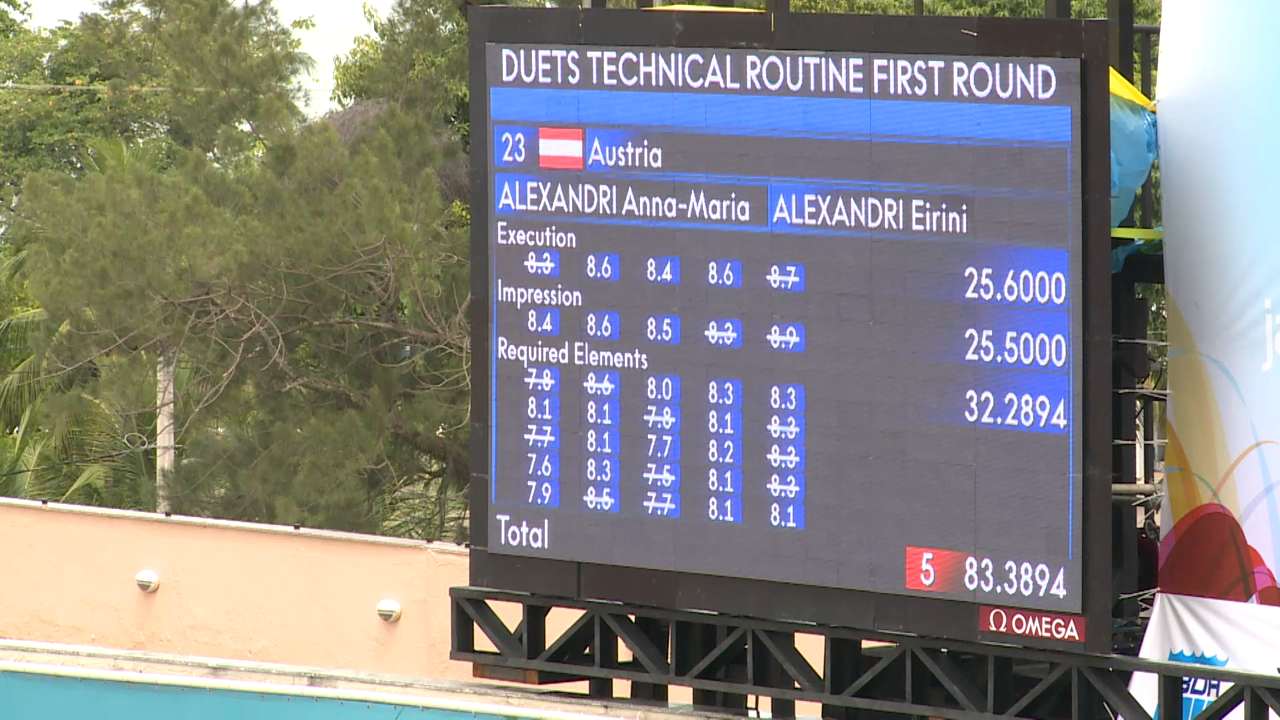 DUETS TECHNICAL ROUTINE FIRST ROUND
23 Austria
ALEXANDRI Anna-Maria ALEXANDRI Eirini
Execution
8.3 8.6 8.4 8.6 8.7 25.6000
Impression
8.4 8.6 8.5 8.3 8.9 25.5000
Required Elements
7.8 8.6 8.0 8.3 8.3 32.2894
8.1 8.1 7.8 8.1 8.3
7.7 8.1 7.7 8.2 8.3
7.6 8.3 7.5 8.1 8.3
7.9 8.5 7.7 8.1 8.1
Total
5 83.3894
Ω OMEGA